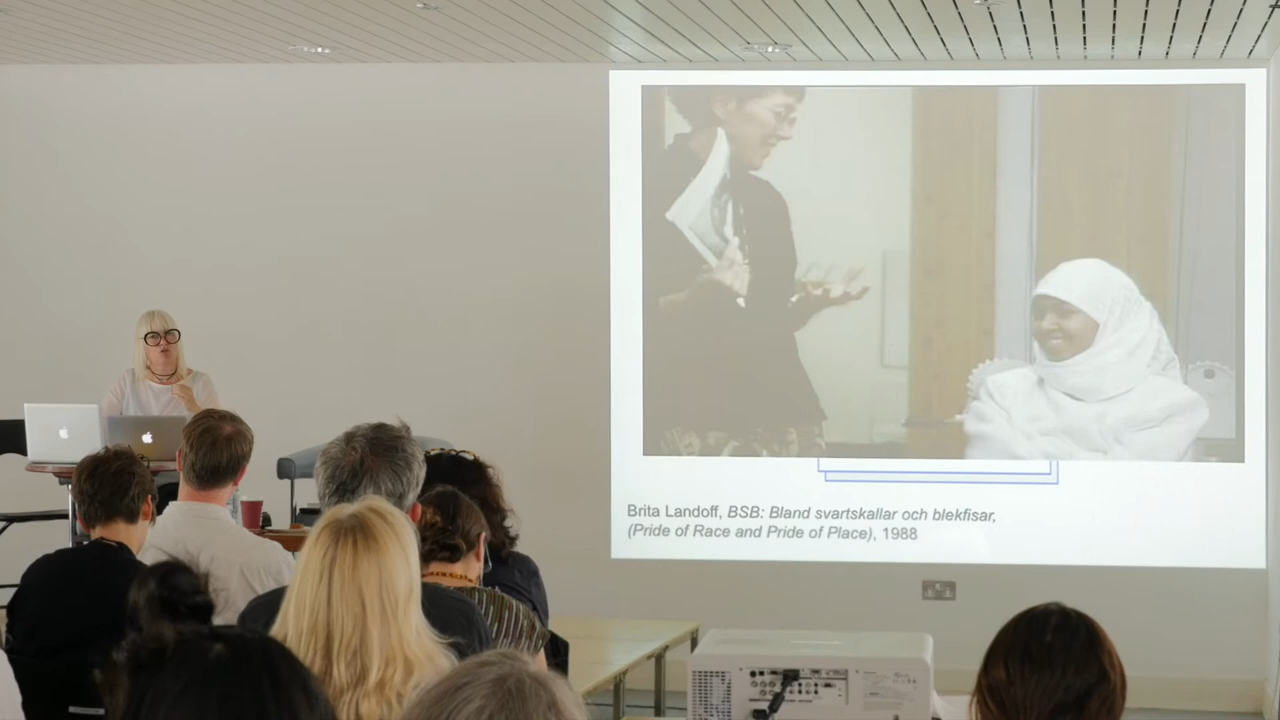 Brita Landoff, BSB: Bland svartskallar och blekfisar,
(Pride of Race and Pride of Place), 1988